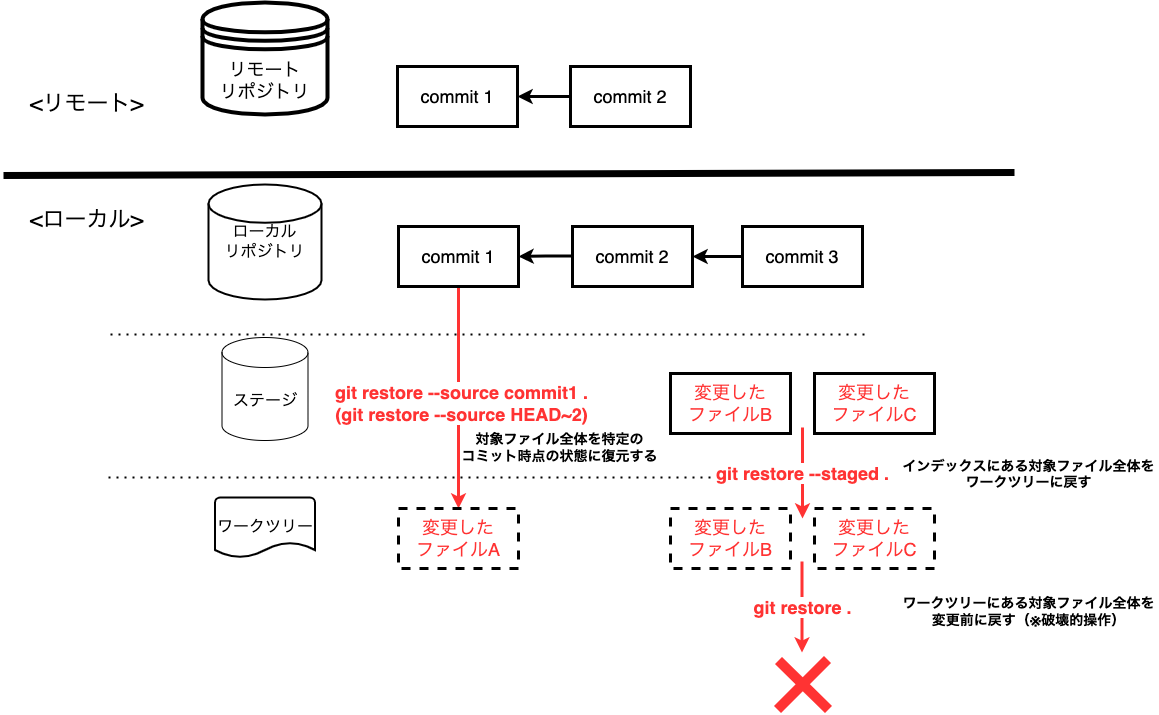 リモート
リポジトリ
<リモート>
commit 1
commit 2
<ローカル>
ローカル
リポジトリ
commit 1
commit 2
commit 3
ステージ
git restore --source commit1 .
(git restore --source HEAD~2)
対象ファイル全体を特定の
コミット時点の状態に復元する
変更した
ファイルB
変更した
ファイルC
git restore --staged .
インデックスにある対象ファイル全体を
ワークツリーに戻す
ワークツリー
変更した
ファイルA
変更した
ファイルB
変更した
ファイルC
git restore .
ワークツリーにある対象ファイル全体を
変更前に戻す（※破壊的操作）